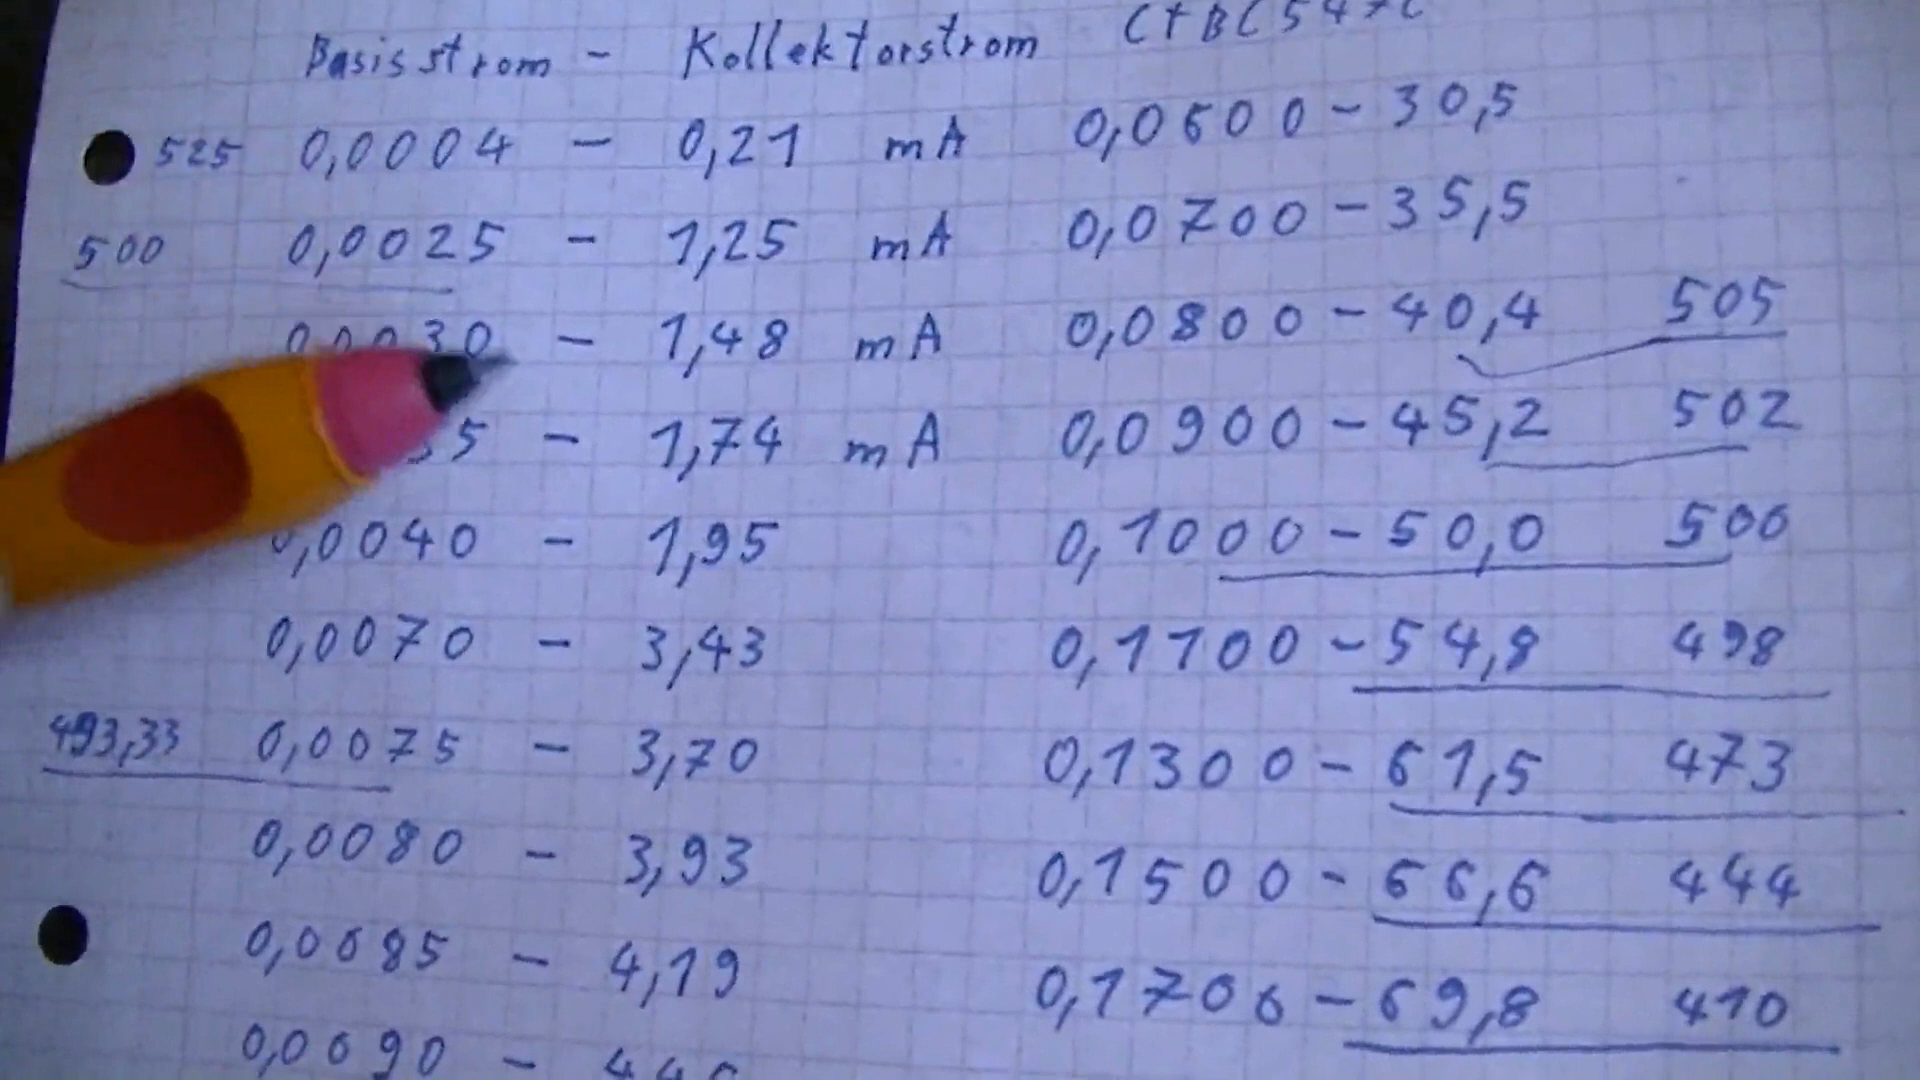 Basisstrom - Kollektorstrom CTBC547C
525 0,0004 - 0,21 mA 0,0600 - 30,5
500 0,0025 - 1,25 mA 0,0700 - 35,5
0,0030 - 1,48 mA 0,0800 - 40,4 505
35 - 1,74 mA 0,0900 - 45,2 502
0,0040 - 1,95 0,1000 - 50,0 500
0,0070 - 3,43 0,1100 - 54,8 498
493,33 0,0075 - 3,70 0,1300 - 61,5 473
0,0080 - 3,93 0,1500 - 66,6 444
0,0085 - 4,19 0,1700 - 69,8 410
0,0090 -